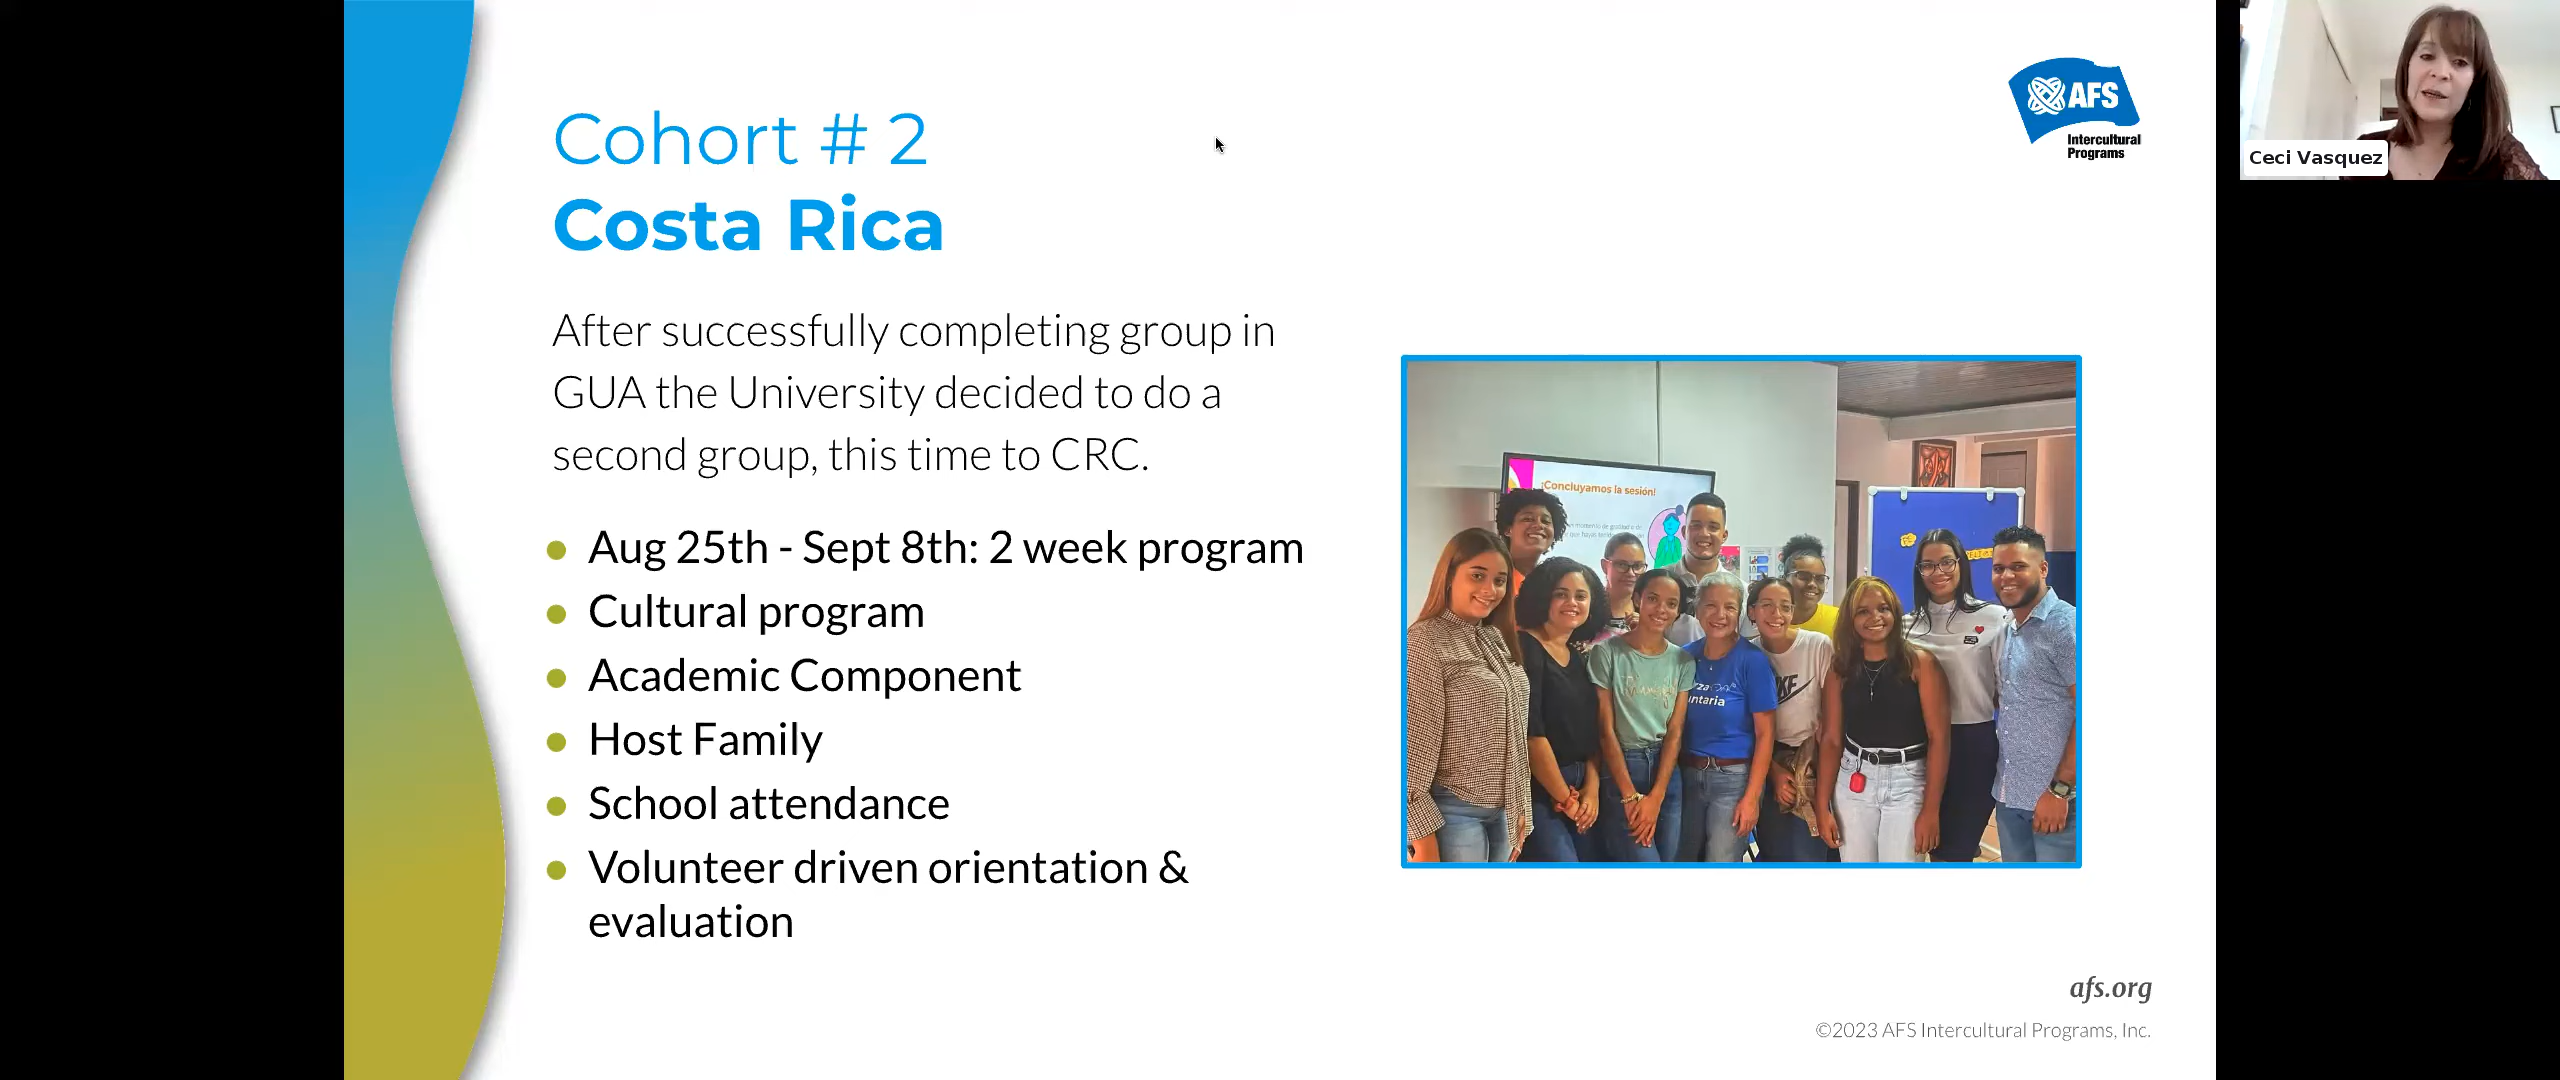 Cohort # 2
Costa Rica
After successfully completing group in
GUA the University decided to do a
second group, this time to CRC.
Aug 25th - Sept 8th: 2 week program
Cultural program
Academic Component
Host Family
School attendance
Volunteer driven orientation &
evaluation
AFS
Intercultural
Programs
Ceci Vasquez
¡Concluyamos la sesión!
ntaria
afs.org
©2023 AFS Intercultural Programs, Inc.